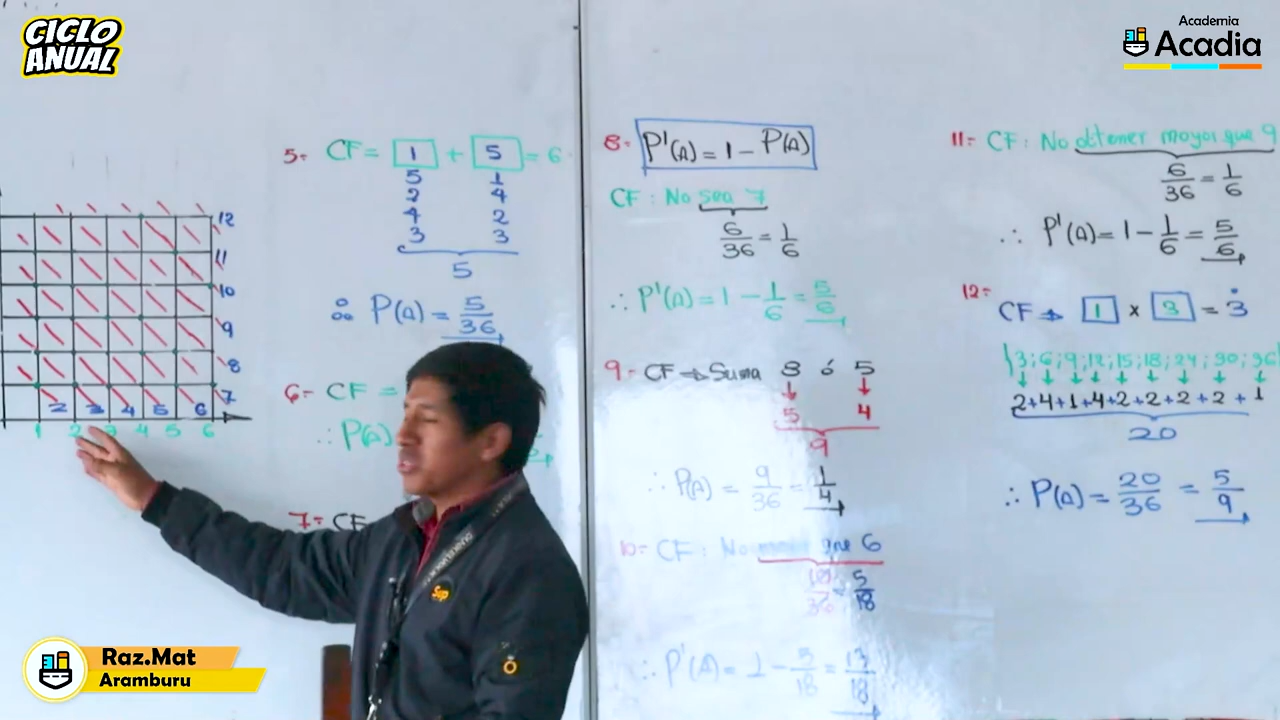 CICLO
ANUAL
Academia
Acadia
12
11
10
9
8
7
2 3 4 5 6
1 2 3 4 5 6
5- CF = 1 + 5 = 6
5 1
2 4
4 2
3 3
5
∴ P(A) = 5/36
6- CF =
∴ P(A)
7- CF
8- P'(A) = 1 - P(A)
CF : No sea 7
6/36 = 1/6
∴ P'(A) = 1 - 1/6 = 5/6
9- CF → Suma 8 ó 5
5 4
9
∴ P(A) = 9/36 = 1/4
10- CF : No que 6
5/18
∴ P'(A) = 1 - 5/18 = 13/18
11- CF : No obtener mayor que 9
6/36 = 1/6
∴ P'(A) = 1 - 1/6 = 5/6
12- CF → 1 x 3 = 3̇
3; 6; 9; 12; 15; 18; 24; 30; 36
2+4+1+4+2+2+2+2+1
20
∴ P(A) = 20/36 = 5/9
Sup
Raz.Mat
Aramburu